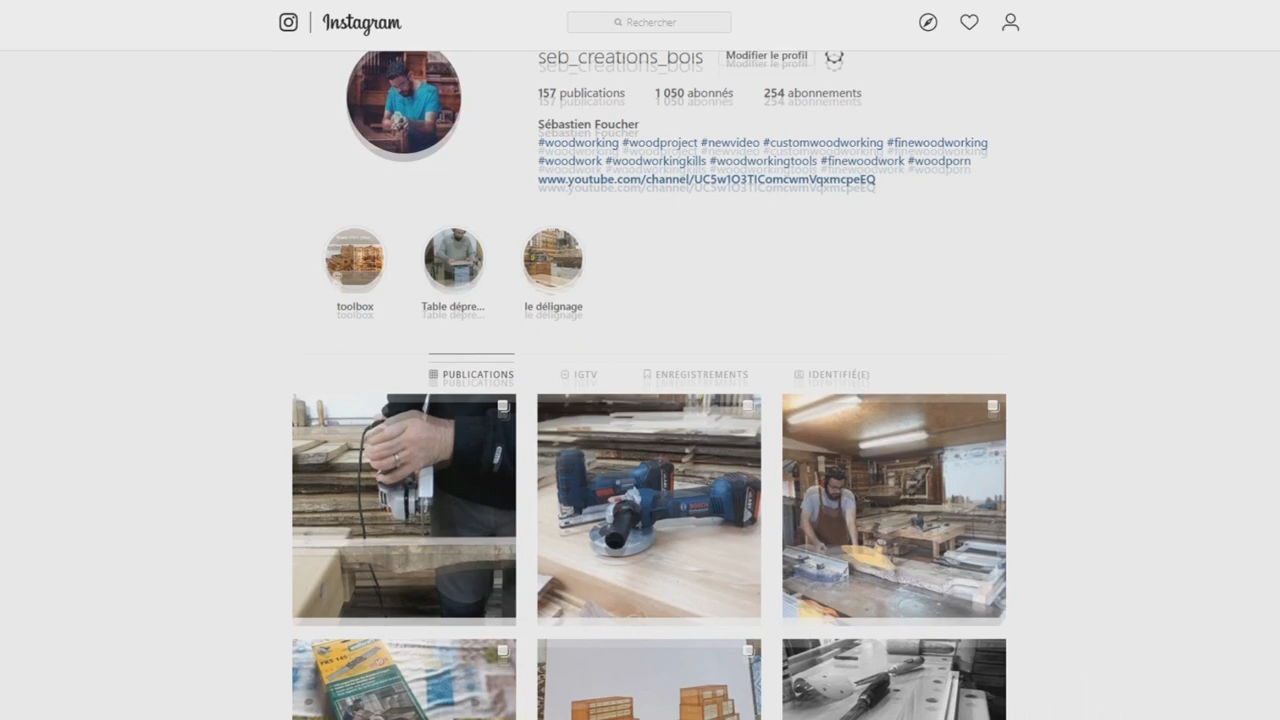 Instagram
Rechercher
seb_creations_bois Modifier le profil
157 publications 1 050 abonnés 254 abonnements
Sébastien Foucher
#woodworking #woodproject #newvideo #customwoodworking #finewoodworking
#woodwork #woodworkingkills #woodworkingtools #finewoodwork #woodporn
www.youtube.com/channel/UC5w1O3TIComcwmVqxmcpeEQ
toolbox Table dépre... le délignage
PUBLICATIONS IGTV ENREGISTREMENTS IDENTIFIÉ(E)
BOSCH